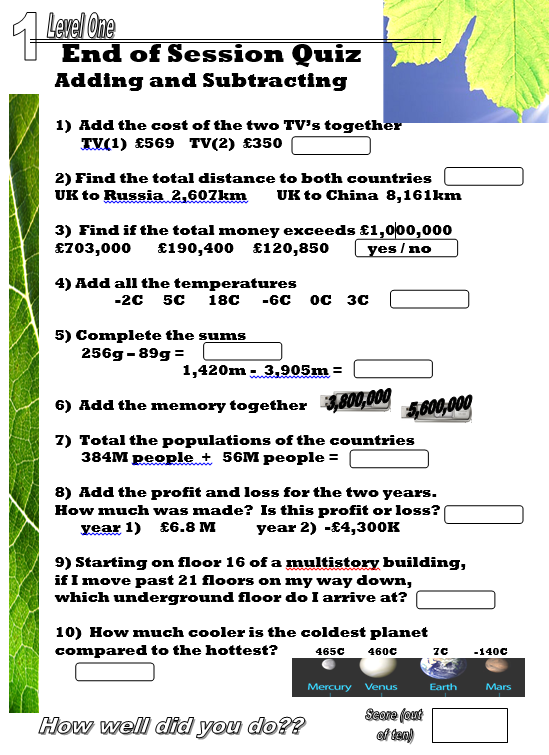 1 Level One
End of Session Quiz
Adding and Subtracting
1) Add the cost of the two TV's together
TV(1) £569 TV(2) £350
2) Find the total distance to both countries
UK to Russia 2,607km UK to China 8,161km
3) Find if the total money exceeds £1,000,000
£703,000 £190,400 £120,850 yes / no
4) Add all the temperatures
-2C 5C 18C -6C 0C 3C
5) Complete the sums
256g – 89g =
1,420m - 3,905m =
6) Add the memory together 3,800,000 5,600,000
7) Total the populations of the countries
384M people + 56M people =
8) Add the profit and loss for the two years.
How much was made? Is this profit or loss?
year 1) £6.8 M year 2) -£4,300K
9) Starting on floor 16 of a multistory building,
if I move past 21 floors on my way down,
which underground floor do I arrive at?
10) How much cooler is the coldest planet
compared to the hottest? 465C 460C 7C -140C
Mercury Venus Earth Mars
How well did you do??
Score (out
of ten)